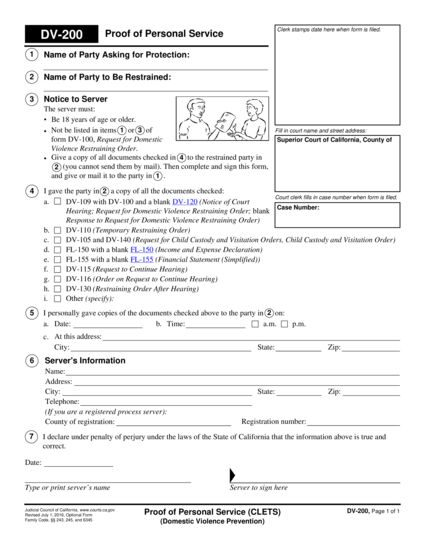 DV-200 Proof of Personal Service
Clerk stamps date here when form is filed.
1 Name of Party Asking for Protection:
2 Name of Party to Be Restrained:
3 Notice to Server
The server must:
• Be 18 years of age or older.
• Not be listed in items 1 or 3 of
form DV-100, Request for Domestic
Violence Restraining Order.
• Give a copy of all documents checked in 4 to the restrained party in
2 (you cannot send them by mail). Then complete and sign this form,
and give or mail it to the party in 1.
Fill in court name and street address:
Superior Court of California, County of
Court clerk fills in case number when form is filed.
Case Number:
4 I gave the party in 2 a copy of all the documents checked:
a. DV-109 with DV-100 and a blank DV-120 (Notice of Court
Hearing; Request for Domestic Violence Restraining Order; blank
Response to Request for Domestic Violence Restraining Order)
b. DV-110 (Temporary Restraining Order)
c. DV-105 and DV-140 (Request for Child Custody and Visitation Orders, Child Custody and Visitation Order)
d. FL-150 with a blank FL-150 (Income and Expense Declaration)
e. FL-155 with a blank FL-155 (Financial Statement (Simplified))
f. DV-115 (Request to Continue Hearing)
g. DV-116 (Order on Request to Continue Hearing)
h. DV-130 (Restraining Order After Hearing)
i. Other (specify):
5 I personally gave copies of the documents checked above to the party in 2 on:
a. Date: b. Time: a.m. p.m.
c. At this address:
City: State: Zip:
6 Server's Information
Name:
Address:
City: State: Zip:
Telephone:
(If you are a registered process server):
County of registration: Registration number:
7 I declare under penalty of perjury under the laws of the State of California that the information above is true and
correct.
Date:
Type or print server's name Server to sign here
Judicial Council of California, www.courts.ca.gov
Revised July 1, 2016, Optional Form
Family Code, §§ 243, 245, and 6345
Proof of Personal Service (CLETS)
(Domestic Violence Prevention)
DV-200, Page 1 of 1